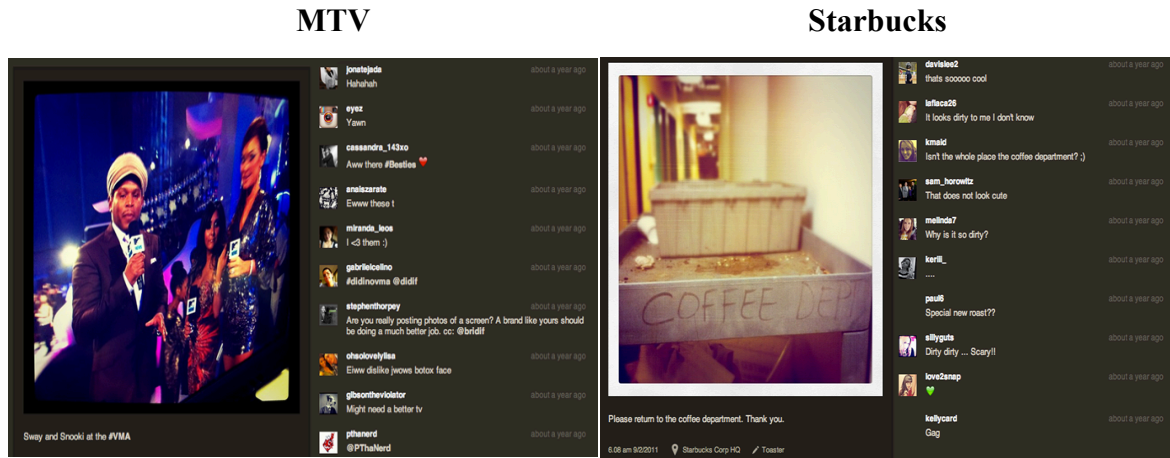 MTV
Starbucks
jonatejada about a year ago
Hahahah
eyez about a year ago
Yawn
cassandra_143xo about a year ago
Aww there #Besties ❤️
anaiszarate about a year ago
Ewww these t
miranda_leos about a year ago
I <3 them :)
gabrilelcelino about a year ago
#didinovma @didif
stephenthorpey about a year ago
Are you really posting photos of a screen? A brand like yours should
be doing a much better job. cc: @bridif
ohsolovelylisa about a year ago
Eiww dislike jwows botox face
gibsontheviolator about a year ago
Might need a better tv
pthanerd about a year ago
@PThaNerd
Sway and Snooki at the #VMA
COFFEE DEPT
davislee2 about a year ago
thats sooooo cool
laflaca26 about a year ago
It looks dirty to me I don't know
kmaid about a year ago
Isn't the whole place the coffee department? ;)
sam_horowitz about a year ago
That does not look cute
melinda7 about a year ago
Why is it so dirty?
kerili_ about a year ago
....
paul6 about a year ago
Special new roast??
sillyguts about a year ago
Dirty dirty ... Scary!!
love2snap about a year ago
💚
kellycard about a year ago
Gag
Please return to the coffee department. Thank you.
6.08 am 9/2/2011 Starbucks Corp HQ Toaster